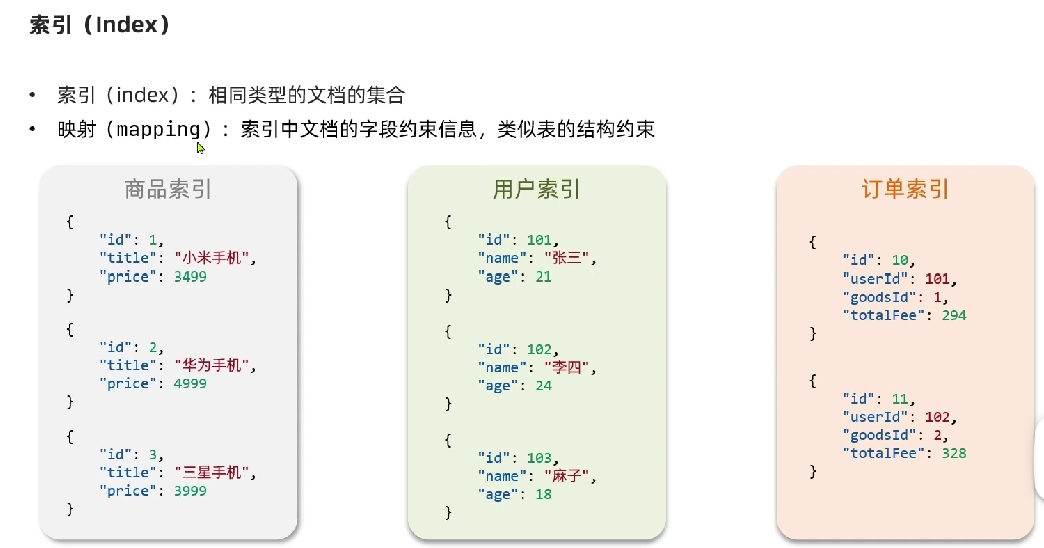 索引（Index）
• 索引（index）：相同类型的文档的集合
• 映射（mapping）：索引中文档的字段约束信息，类似表的结构约束
商品索引
{
"id": 1,
"title": "小米手机",
"price": 3499
}
{
"id": 2,
"title": "华为手机",
"price": 4999
}
{
"id": 3,
"title": "三星手机",
"price": 3999
}
用户索引
{
"id": 101,
"name": "张三",
"age": 21
}
{
"id": 102,
"name": "李四",
"age": 24
}
{
"id": 103,
"name": "麻子",
"age": 18
}
订单索引
{
"id": 10,
"userId": 101,
"goodsId": 1,
"totalFee": 294
}
{
"id": 11,
"userId": 102,
"goodsId": 2,
"totalFee": 328
}